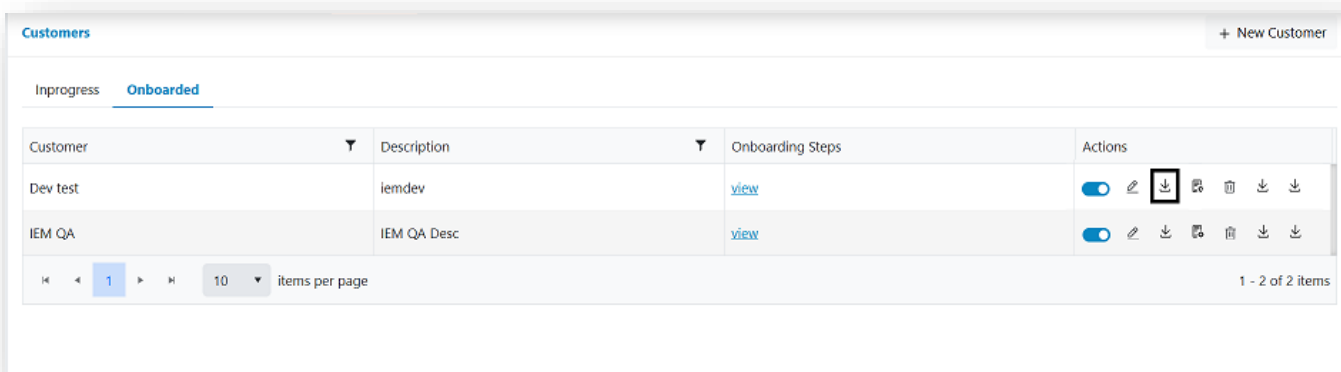 Customers
+ New Customer
Inprogress Onboarded
Customer Description Onboarding Steps Actions
Dev test iemdev view
IEM QA IEM QA Desc view
1 10 items per page 1 - 2 of 2 items